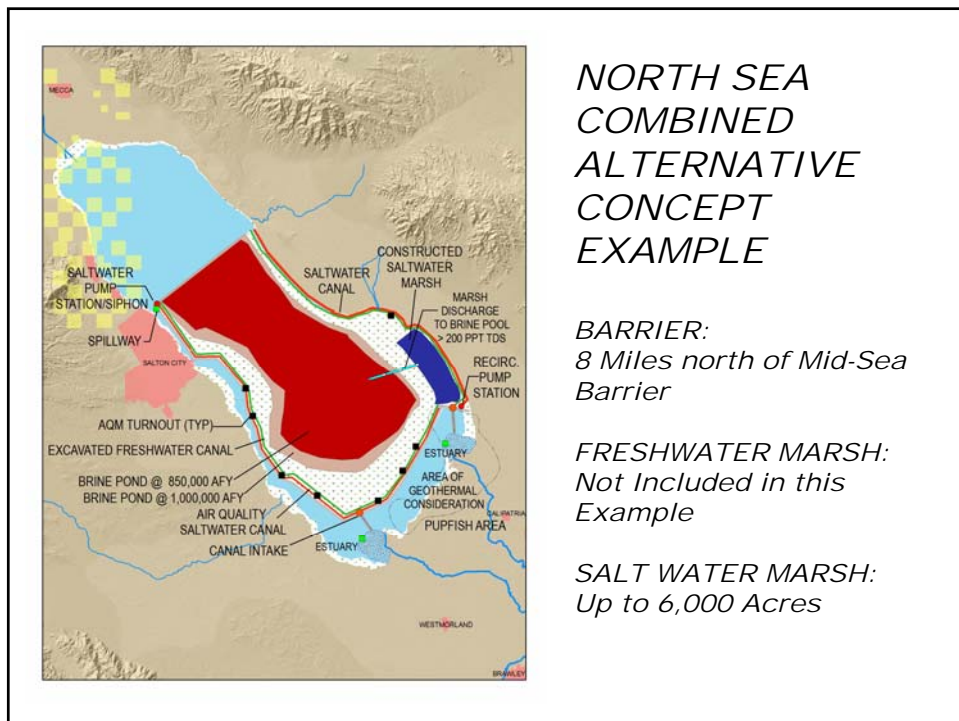 NORTH SEA
COMBINED
ALTERNATIVE
CONCEPT
EXAMPLE
BARRIER:
8 Miles north of Mid-Sea
Barrier
FRESHWATER MARSH:
Not Included in this
Example
SALT WATER MARSH:
Up to 6,000 Acres
MECCA
SALTWATER
PUMP
STATION/SIPHON
SPILLWAY
SALTON CITY
SALTWATER
CANAL
CONSTRUCTED
SALTWATER
MARSH
MARSH
DISCHARGE
TO BRINE POOL
> 200 PPT TDS
RECIRC.
PUMP
STATION
AQM TURNOUT (TYP)
EXCAVATED FRESHWATER CANAL
BRINE POND @ 850,000 AFY
BRINE POND @ 1,000,000 AFY
AIR QUALITY
SALTWATER CANAL
CANAL INTAKE
ESTUARY
ESTUARY
AREA OF
GEOTHERMAL
CONSIDERATION
CALIPATRIA
PUPFISH AREA
WESTMORLAND
BRAWLEY